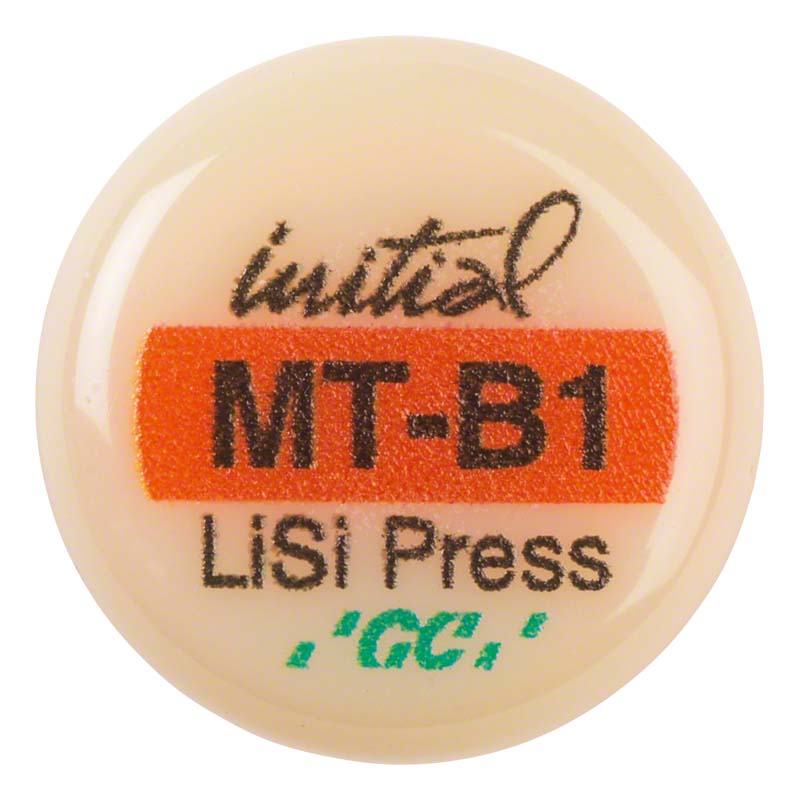 initial
MT-B1
LiSi Press
GC